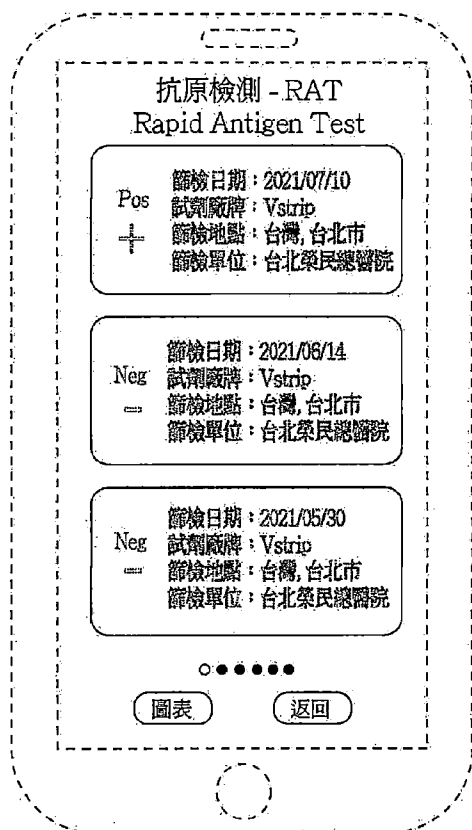 抗原檢測 - RAT
Rapid Antigen Test
Pos
+
篩檢日期：2021/07/10
試劑廠牌：Vstrip
篩檢地點：台灣, 台北市
篩檢單位：台北榮民總醫院
Neg
-
篩檢日期：2021/06/14
試劑廠牌：Vstrip
篩檢地點：台灣, 台北市
篩檢單位：台北榮民總醫院
Neg
-
篩檢日期：2021/05/30
試劑廠牌：Vstrip
篩檢地點：台灣, 台北市
篩檢單位：台北榮民總醫院
圖表
返回